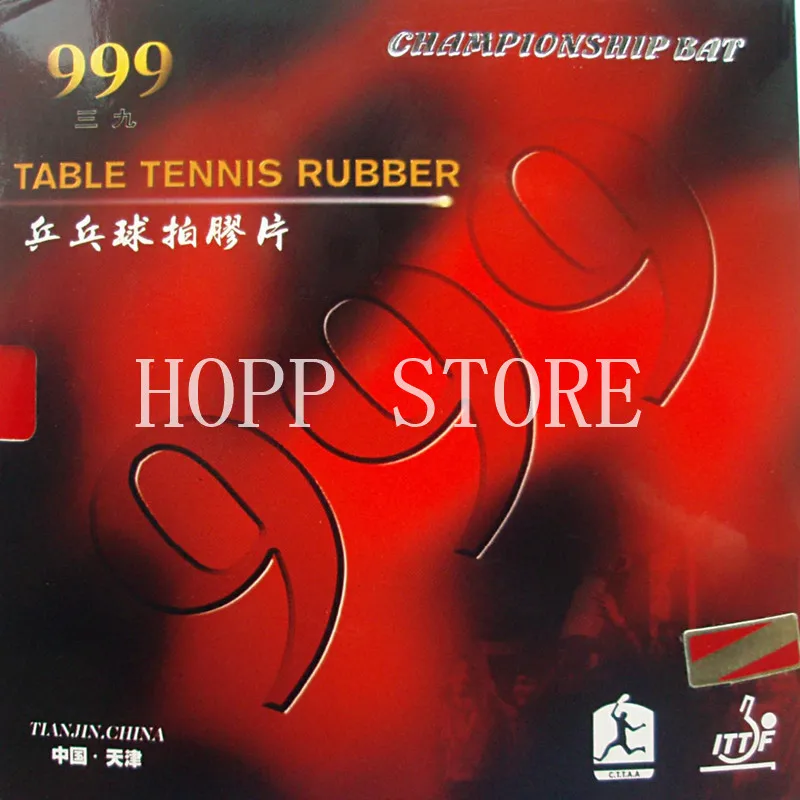 999
三九
CHAMPIONSHIP BAT
TABLE TENNIS RUBBER
乒乓球拍膠片
999
HOPP STORE
TIANJIN.CHINA
中国·天津
C.T.T.A.A
ITTF